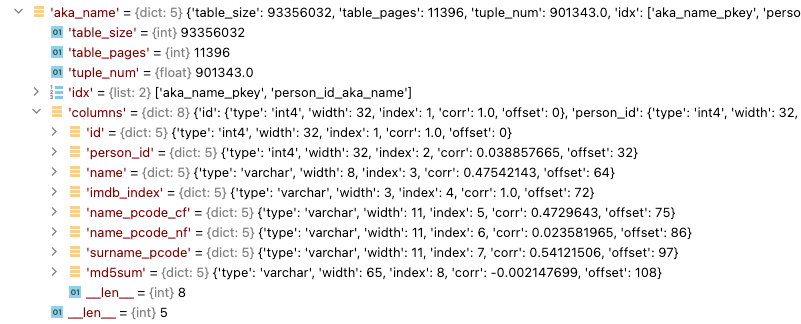 'aka_name' = {dict: 5} {'table_size': 93356032, 'table_pages': 11396, 'tuple_num': 901343.0, 'idx': ['aka_name_pkey', 'perso
01 'table_size' = {int} 93356032
01 'table_pages' = {int} 11396
01 'tuple_num' = {float} 901343.0
'idx' = {list: 2} ['aka_name_pkey', 'person_id_aka_name']
'columns' = {dict: 8} {'id': {'type': 'int4', 'width': 32, 'index': 1, 'corr': 1.0, 'offset': 0}, 'person_id': {'type': 'int4', 'width': 32,
'id' = {dict: 5} {'type': 'int4', 'width': 32, 'index': 1, 'corr': 1.0, 'offset': 0}
'person_id' = {dict: 5} {'type': 'int4', 'width': 32, 'index': 2, 'corr': 0.038857665, 'offset': 32}
'name' = {dict: 5} {'type': 'varchar', 'width': 8, 'index': 3, 'corr': 0.47542143, 'offset': 64}
'imdb_index' = {dict: 5} {'type': 'varchar', 'width': 3, 'index': 4, 'corr': 1.0, 'offset': 72}
'name_pcode_cf' = {dict: 5} {'type': 'varchar', 'width': 11, 'index': 5, 'corr': 0.4729643, 'offset': 75}
'name_pcode_nf' = {dict: 5} {'type': 'varchar', 'width': 11, 'index': 6, 'corr': 0.023581965, 'offset': 86}
'surname_pcode' = {dict: 5} {'type': 'varchar', 'width': 11, 'index': 7, 'corr': 0.54121506, 'offset': 97}
'md5sum' = {dict: 5} {'type': 'varchar', 'width': 65, 'index': 8, 'corr': -0.002147699, 'offset': 108}
01 __len__ = {int} 8
01 __len__ = {int} 5